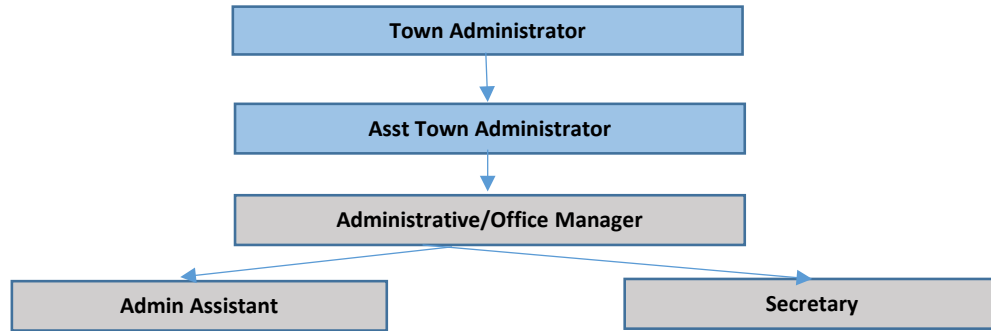 Town Administrator
Asst Town Administrator
Administrative/Office Manager
Admin Assistant
Secretary